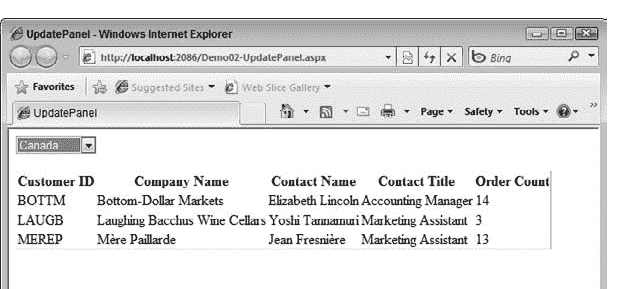 UpdatePanel - Windows Internet Explorer
http://localhost:2086/Demo02-UpdatePanel.aspx Bing
Favorites Suggested Sites Web Slice Gallery
UpdatePanel Page Safety Tools
Canada
Customer ID Company Name Contact Name Contact Title Order Count
BOTTM Bottom-Dollar Markets Elizabeth Lincoln Accounting Manager 14
LAUGB Laughing Bacchus Wine Cellars Yoshi Tannamuri Marketing Assistant 3
MEREP Mère Paillarde Jean Fresnière Marketing Assistant 13